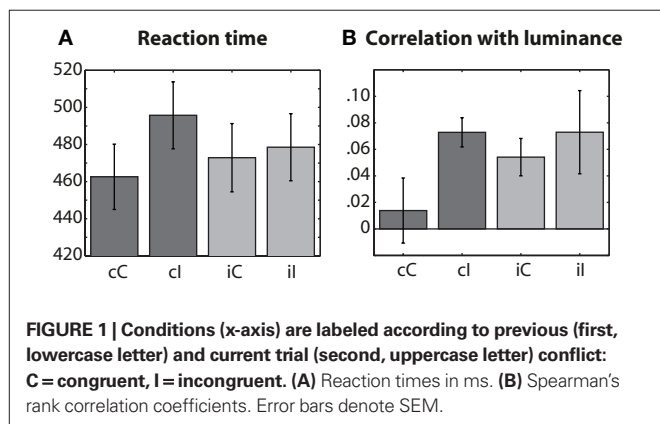 A Reaction time
B Correlation with luminance
520
500
480
460
440
420
cC cI iC iI
.10
.08
.06
.04
.02
0
cC cI iC iI
FIGURE 1 | Conditions (x-axis) are labeled according to previous (first,
lowercase letter) and current trial (second, uppercase letter) conflict:
C = congruent, I = incongruent. (A) Reaction times in ms. (B) Spearman's
rank correlation coefficients. Error bars denote SEM.